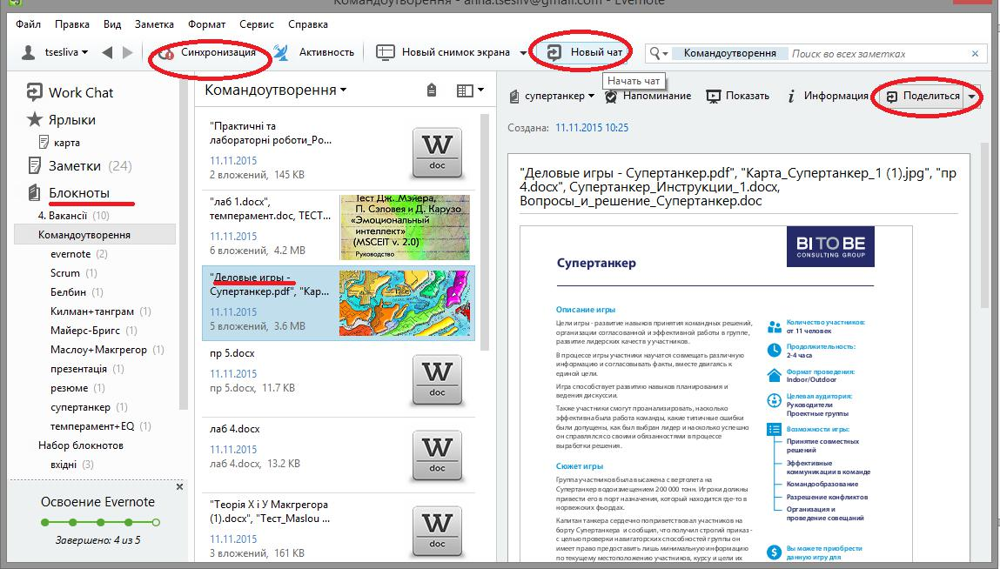 Командоутворення - anna.tsesliv@gmail.com - Evernote
Файл Правка Вид Заметка Формат Сервис Справка
tsesliva Синхронизация Активность Новый снимок экрана Новый чат Командоутворення Поиск во всех заметках
Начать чат
Work Chat
Ярлыки
карта
Заметки (24)
Блокноты
4. Вакансії (10)
Командоутворення
evernote (2)
Scrum (1)
Белбин (1)
Килман+танграм (1)
Майерс-Бригс (1)
Маслоу+Макгрегор (1)
презентація (1)
резюме (1)
супертанкер (1)
темперамент+EQ (1)
Набор блокнотов
вхідні (3)
Освоение Evernote
Завершено: 4 из 5
Командоутворення
"Практичні та
лабораторні роботи_Ро...
11.11.2015
2 вложений, 145 KB
W
doc
"лаб 1.docx",
темперамент.doc, ТЕСТ...
11.11.2015
6 вложений, 4.2 MB
Тест Дж. Мэйера,
П. Сэловея и Д. Карузо
«Эмоциональный
интеллект»
(MSCEIT v. 2.0)
Руководство
"Деловые игры -
Супертанкер.pdf", "Кар...
11.11.2015
5 вложений, 3.6 MB
пр 5.docx
11.11.2015
пр 5.docx, 11.7 KB
W
doc
лаб 4.docx
11.11.2015
лаб 4.docx, 13.2 KB
W
doc
"Теорія X і У Макгрегора
(1).docx", "Тест_Maslou ...
11.11.2015
3 вложений, 161 KB
W
doc
супертанкер Напоминание Показать Информация Поделиться
Создана: 11.11.2015 10:25
"Деловые игры - Супертанкер.pdf", "Карта_Супертанкер_1 (1).jpg", "пр
4.docx", Супертанкер_Инструкции_1.docx,
Вопросы_и_решение_Супертанкер.doc
BI TO BE
CONSULTING GROUP
Супертанкер
Описание игры
Цели игры - развитие навыков принятия командных решений,
организации согласованной и эффективной работы в группе,
развитие лидерских качеств у участников.
В процессе игры участники научатся совмещать различную
информацию и согласовывать факты, вместе двигаясь к
единой цели.
Игра способствует развитию навыков планирования и
ведения дискуссии.
Также участники смогут проанализировать, насколько
эффективна была работа команды, какие типичные ошибки
были допущены, как был выбран лидер и насколько успешно
он справлялся со своими обязанностями в процессе
выработки решения.
Сюжет игры
Группа участников была высажена с вертолета на
Супертанкер водоизмещением 200 000 тонн. Игроки должны
привести его в порт назначения, который находится где-то в
норвежских фьордах.
Капитан танкера сердечно поприветствовал участников на
борту Супертанкера и сообщил, что получил строгий приказ -
с целью проверки навигаторских способностей группы он
имеет право предоставить лишь минимальную информацию
по текущему местоположению участников, курсу и цели их
Количество участников:
от 11 человек
Продолжительность:
2-4 часа
Формат проведения:
Indoor/Outdoor
Целевая аудитория:
Руководители
Проектные группы
Возможности игры:
Принятие совместных
решений
Эффективные
коммуникации в команде
Командообразование
Разрешение конфликтов
Организация и
проведение совещаний
Вы можете приобрести
данную игру для